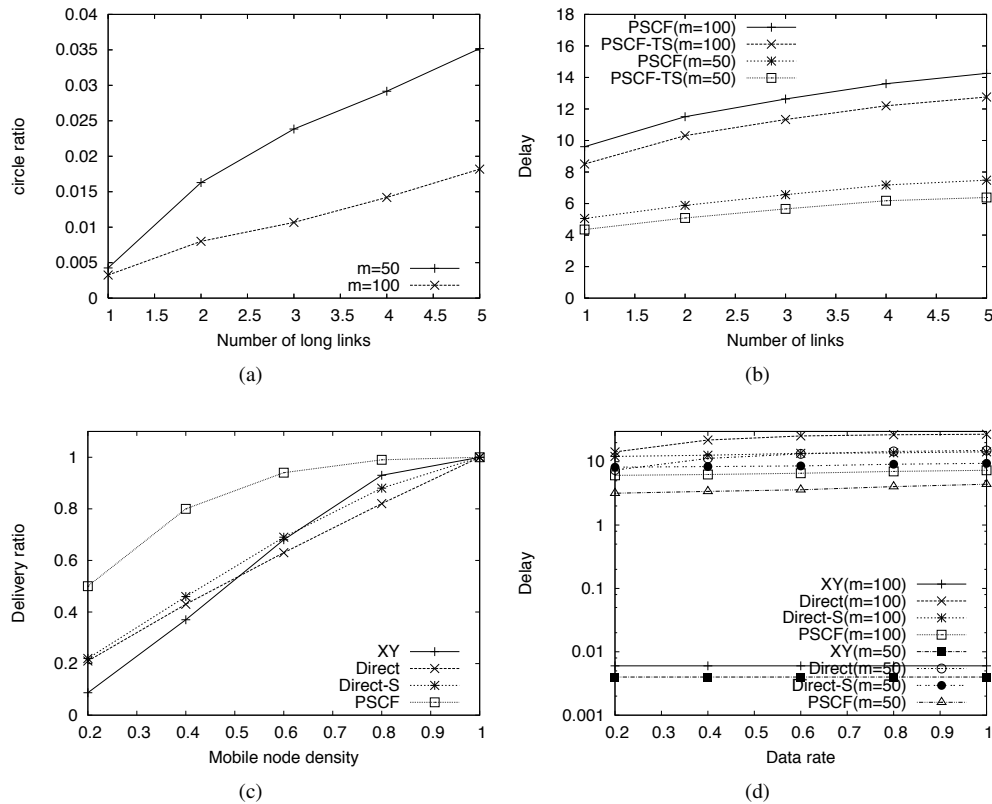 0.04
0.035
0.03
0.025
0.02
0.015
0.01
0.005
0
circle ratio
m=50
m=100
1 1.5 2 2.5 3 3.5 4 4.5 5
Number of long links
(a)
18
16
14
12
10
8
6
4
2
0
Delay
PSCF(m=100)
PSCF-TS(m=100)
PSCF(m=50)
PSCF-TS(m=50)
1 1.5 2 2.5 3 3.5 4 4.5 5
Number of links
(b)
1
0.8
0.6
0.4
0.2
0
Delivery ratio
XY
Direct
Direct-S
PSCF
0.2 0.3 0.4 0.5 0.6 0.7 0.8 0.9 1
Mobile node density
(c)
10
1
0.1
0.01
0.001
Delay
XY(m=100)
Direct(m=100)
Direct-S(m=100)
PSCF(m=100)
XY(m=50)
Direct(m=50)
Direct-S(m=50)
PSCF(m=50)
0.2 0.3 0.4 0.5 0.6 0.7 0.8 0.9 1
Data rate
(d)